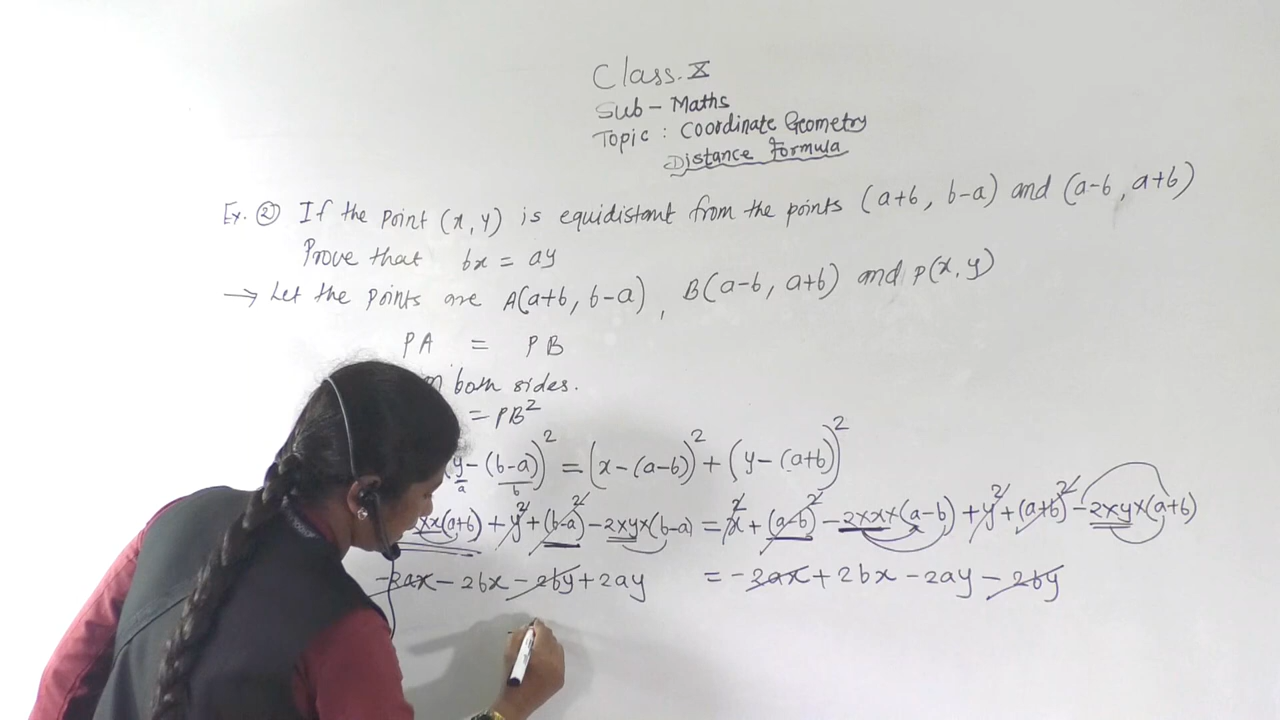 Class. X
Sub - Maths
Topic : Coordinate Geometry
Distance Formula
Ex. ② If the point (x, y) is equidistant from the points (a+b, b-a) and (a-b, a+b)
Prove that bx = ay
→ Let the points are A(a+b, b-a), B(a-b, a+b) and P(x, y)
PA = PB
both sides.
= PB²
y-(b-a))² = (x-(a-b))² + (y-(a+b))²
a b
2×x(a+b) + y² + (b-a)² - 2×y×(b-a) = x² + (a-b)² - 2×x×(a-b) + y² + (a+b)² - 2×y×(a+b)
-2ax - 2bx - 2by + 2ay = -2ax + 2bx - 2ay - 2by